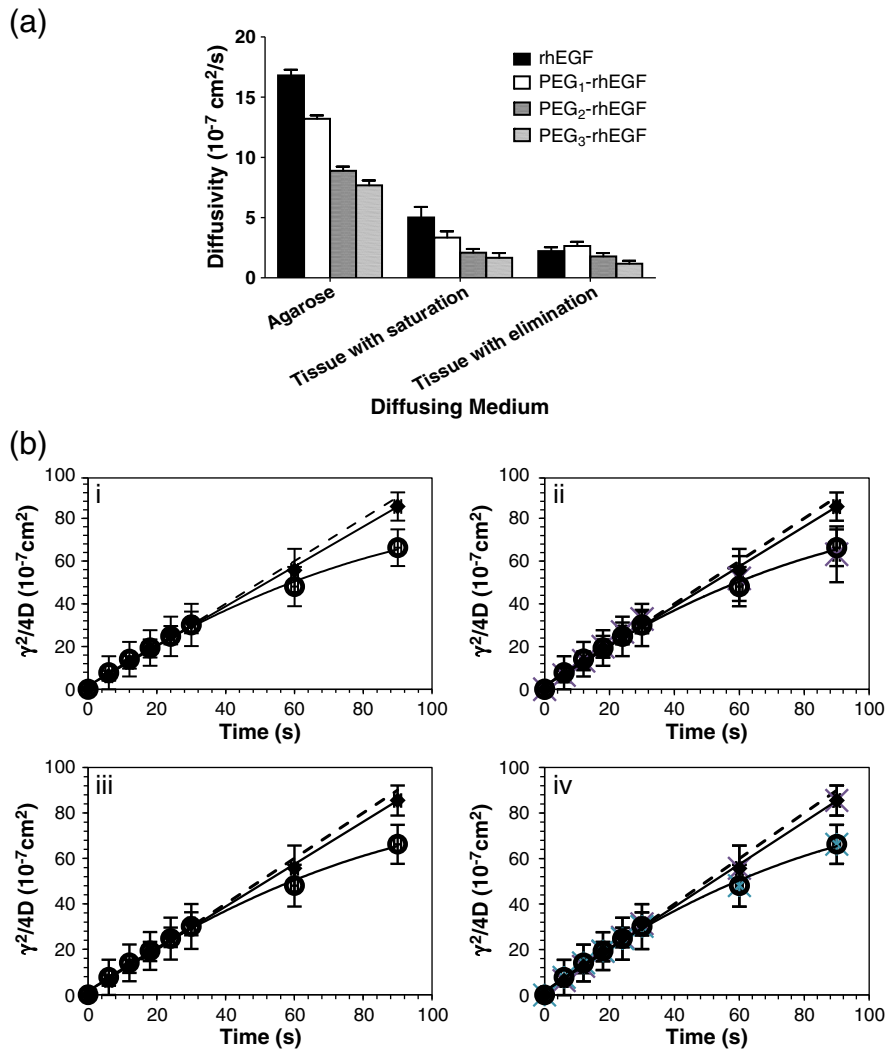 (a)
20
15
10
5
0
Diffusivity (10⁻⁷ cm²/s)
rhEGF
PEG₁-rhEGF
PEG₂-rhEGF
PEG₃-rhEGF
Agarose
Tissue with saturation
Tissue with elimination
Diffusing Medium
(b)
i
100
80
60
40
20
0
γ²/4D (10⁻⁷cm²)
0 20 40 60 80 100
Time (s)
ii
100
80
60
40
20
0
γ²/4D (10⁻⁷cm²)
0 20 40 60 80 100
Time (s)
iii
100
80
60
40
20
0
γ²/4D (10⁻⁷cm²)
0 20 40 60 80 100
Time (s)
iv
100
80
60
40
20
0
γ²/4D (10⁻⁷cm²)
0 20 40 60 80 100
Time (s)